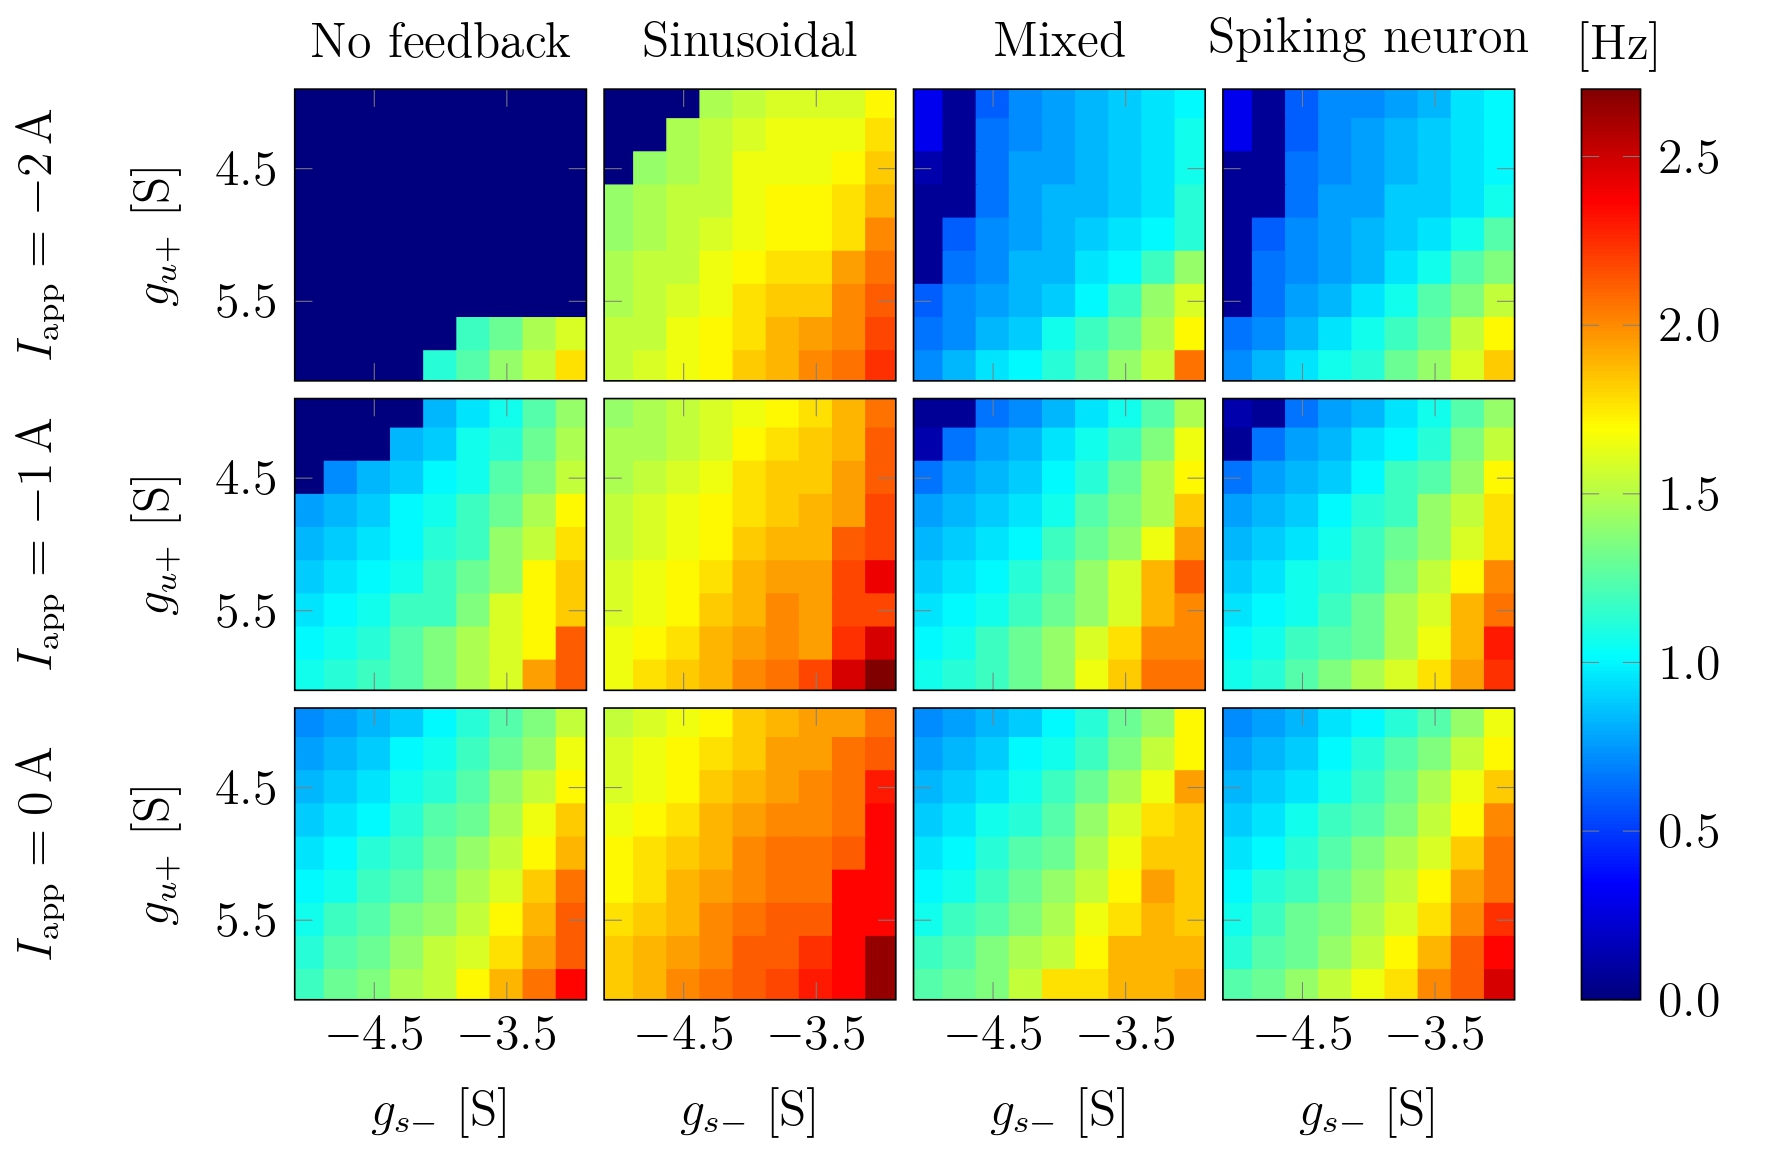 No feedback Sinusoidal Mixed Spiking neuron [Hz]
I_app = −2 A
g_u+ [S]
4.5
5.5
I_app = −1 A
g_u+ [S]
4.5
5.5
I_app = 0 A
g_u+ [S]
4.5
5.5
2.5
2.0
1.5
1.0
0.5
0.0
−4.5 −3.5 −4.5 −3.5 −4.5 −3.5 −4.5 −3.5
g_s− [S] g_s− [S] g_s− [S] g_s− [S]